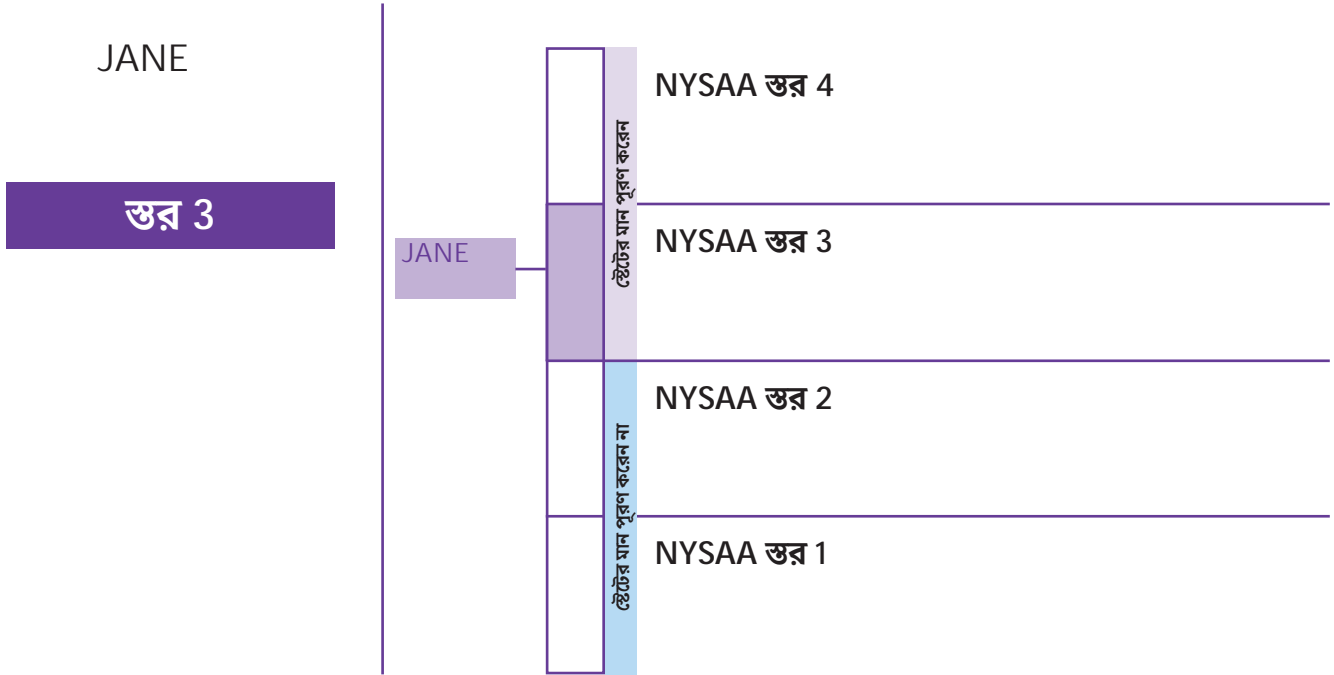 JANE
স্তর 3
JANE
স্টেটের মান পূরণ করেন
স্টেটের মান পূরণ করেন না
NYSAA স্তর 4
NYSAA স্তর 3
NYSAA স্তর 2
NYSAA স্তর 1